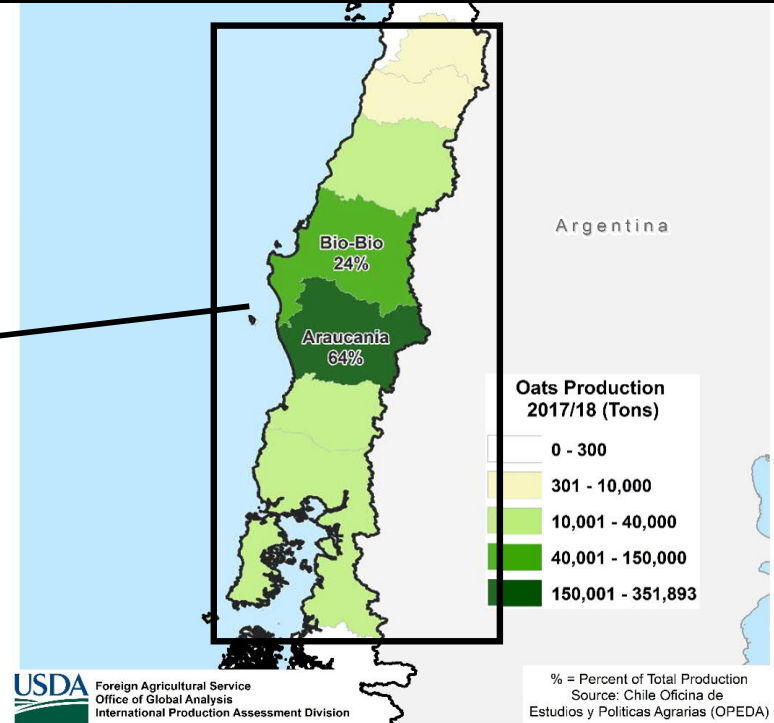 Argentina
Bio-Bio
24%
Araucania
64%
Oats Production
2017/18 (Tons)
0 - 300
301 - 10,000
10,001 - 40,000
40,001 - 150,000
150,001 - 351,893
USDA
Foreign Agricultural Service
Office of Global Analysis
International Production Assessment Division
% = Percent of Total Production
Source: Chile Oficina de
Estudios y Politicas Agrarias (OPEDA)